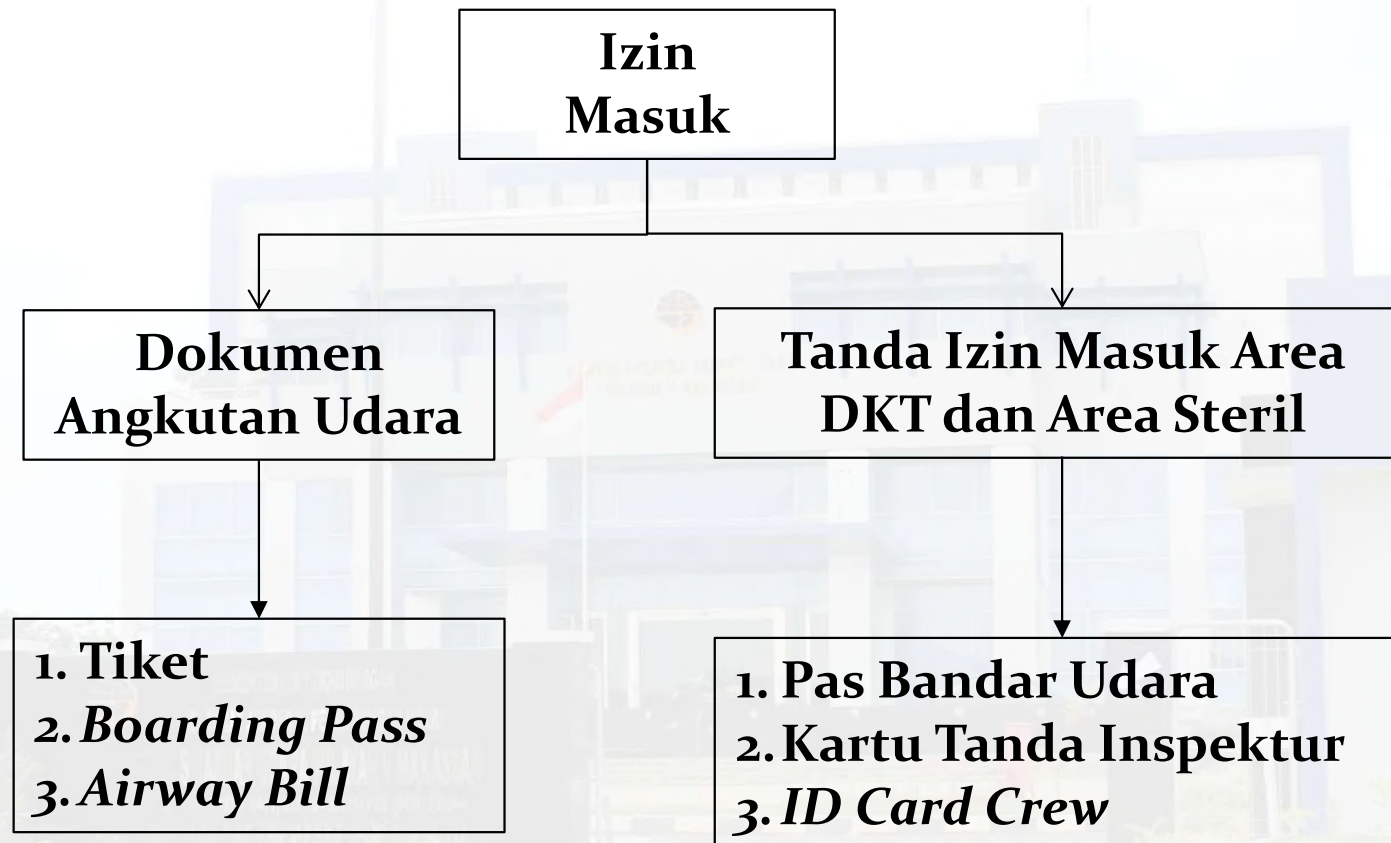 Izin
Masuk
Dokumen
Angkutan Udara
Tanda Izin Masuk Area
DKT dan Area Steril
1. Tiket
2. Boarding Pass
3. Airway Bill
1. Pas Bandar Udara
2. Kartu Tanda Inspektur
3. ID Card Crew